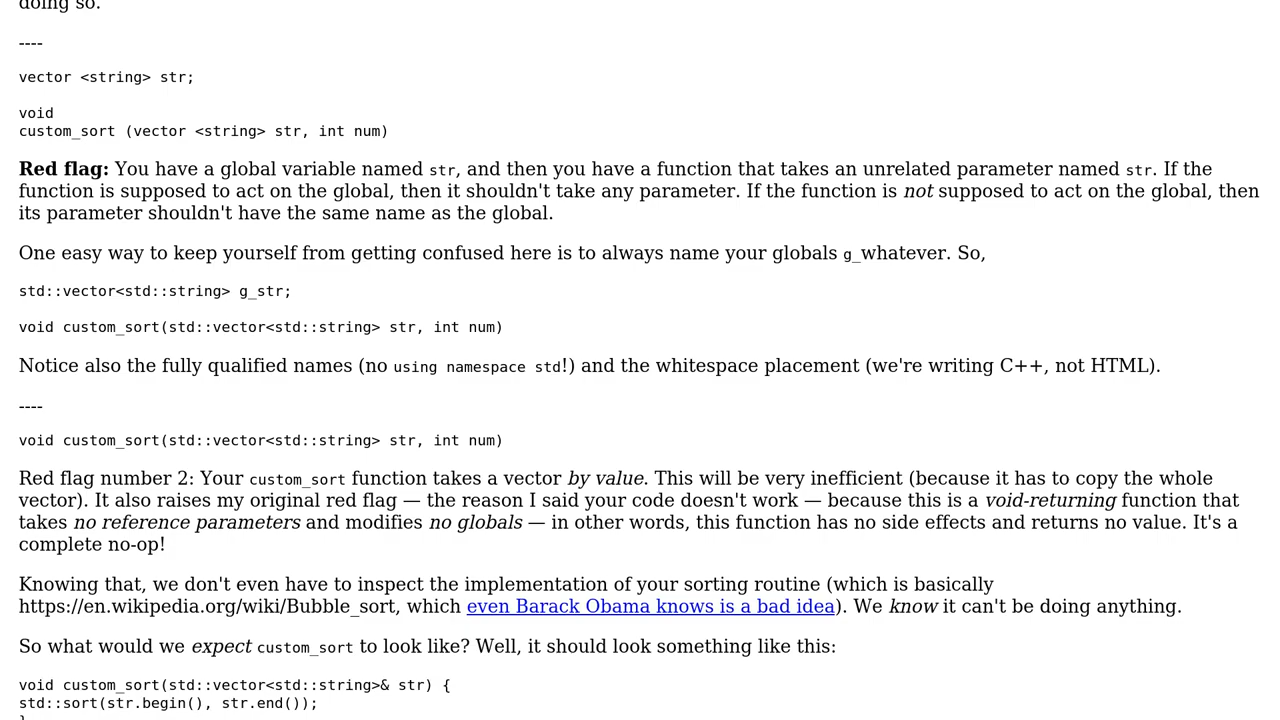 doing so.
----
vector <string> str;
void
custom_sort (vector <string> str, int num)
Red flag: You have a global variable named str, and then you have a function that takes an unrelated parameter named str. If the
function is supposed to act on the global, then it shouldn't take any parameter. If the function is not supposed to act on the global, then
its parameter shouldn't have the same name as the global.
One easy way to keep yourself from getting confused here is to always name your globals g_whatever. So,
std::vector<std::string> g_str;
void custom_sort(std::vector<std::string> str, int num)
Notice also the fully qualified names (no using namespace std!) and the whitespace placement (we're writing C++, not HTML).
----
void custom_sort(std::vector<std::string> str, int num)
Red flag number 2: Your custom_sort function takes a vector by value. This will be very inefficient (because it has to copy the whole
vector). It also raises my original red flag — the reason I said your code doesn't work — because this is a void-returning function that
takes no reference parameters and modifies no globals — in other words, this function has no side effects and returns no value. It's a
complete no-op!
Knowing that, we don't even have to inspect the implementation of your sorting routine (which is basically
https://en.wikipedia.org/wiki/Bubble_sort, which even Barack Obama knows is a bad idea). We know it can't be doing anything.
So what would we expect custom_sort to look like? Well, it should look something like this:
void custom_sort(std::vector<std::string>& str) {
std::sort(str.begin(), str.end());
}